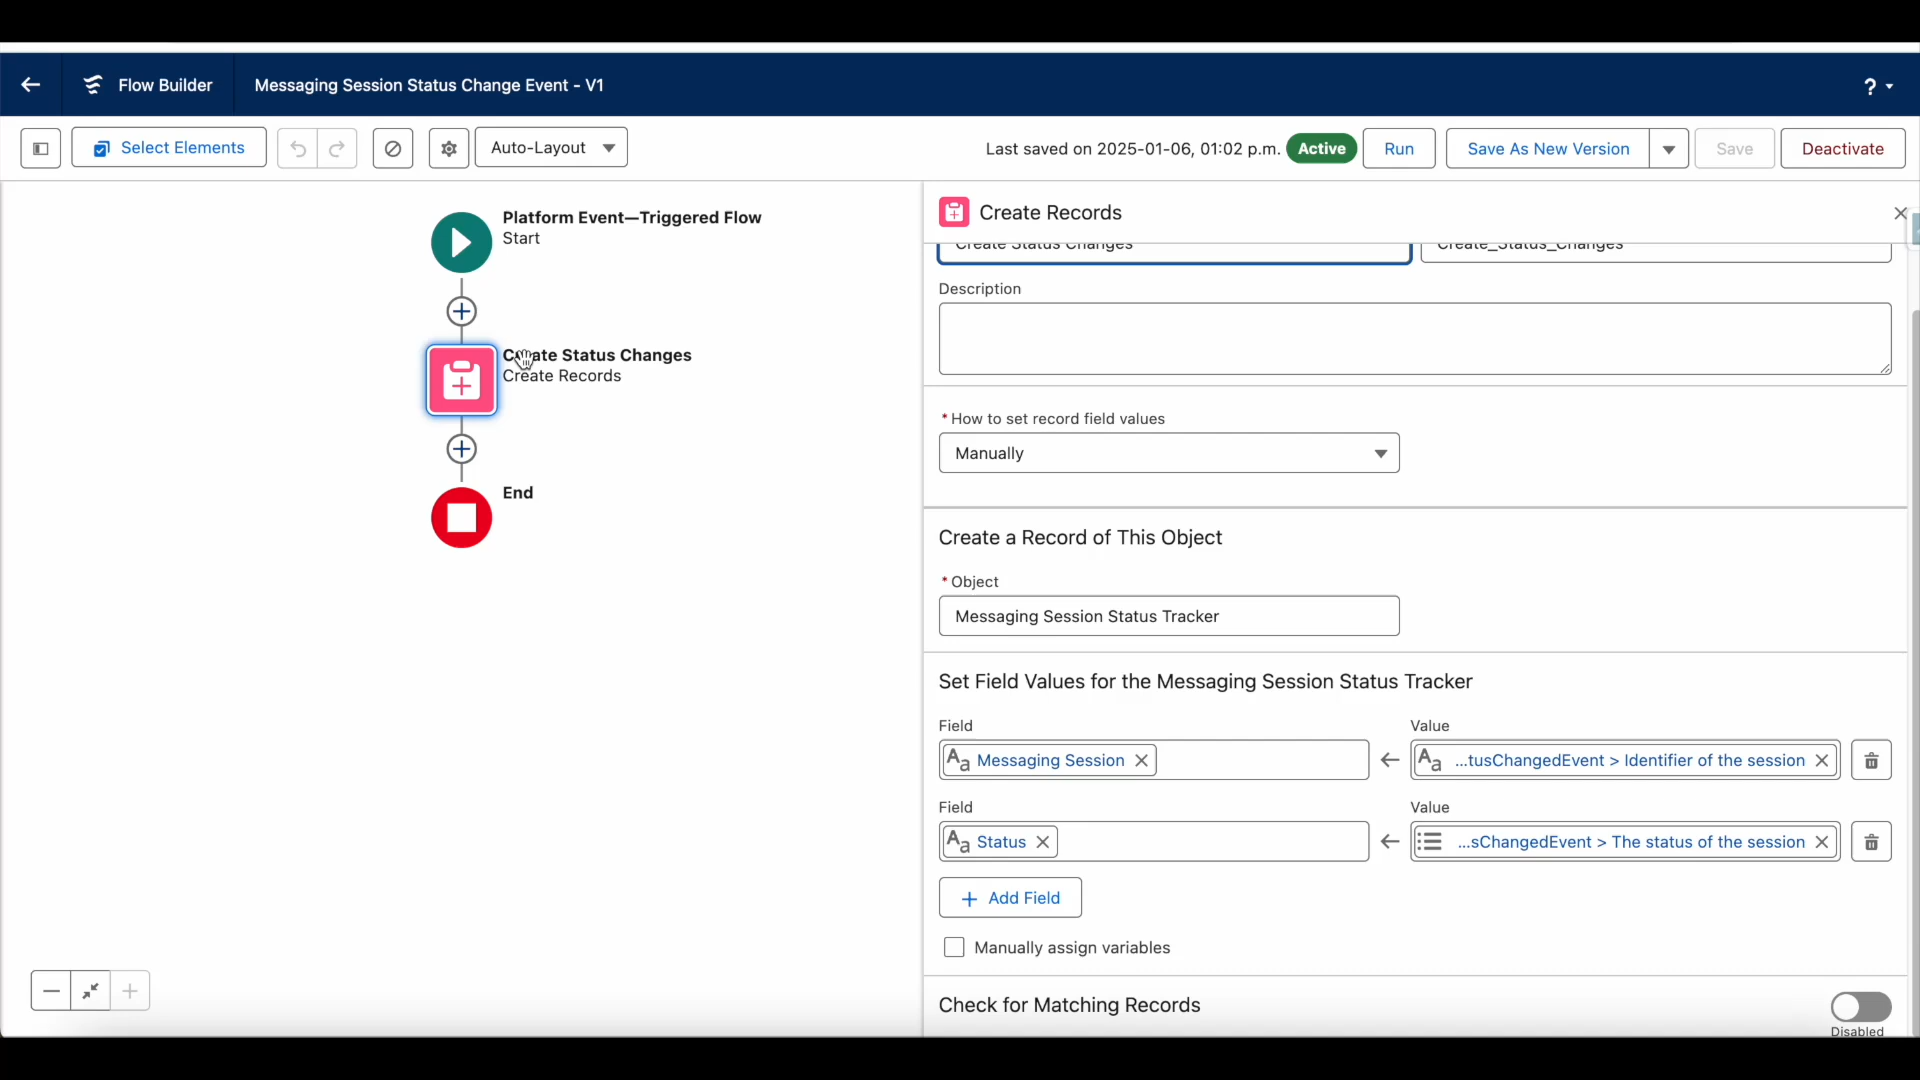 Flow Builder
Messaging Session Status Change Event - V1
?
Select Elements
Auto-Layout
Last saved on 2025-01-06, 01:02 p.m.
Active
Run
Save As New Version
Save
Deactivate
Platform Event—Triggered Flow
Start
Create Status Changes
Create Records
End
Create Records
Create Status Changes
Create_Status_Changes
Description
* How to set record field values
Manually
Create a Record of This Object
* Object
Messaging Session Status Tracker
Set Field Values for the Messaging Session Status Tracker
Field
Value
Aa Messaging Session
Aa ...tusChangedEvent > Identifier of the session
Field
Value
Aa Status
...sChangedEvent > The status of the session
+ Add Field
Manually assign variables
Check for Matching Records
Disabled